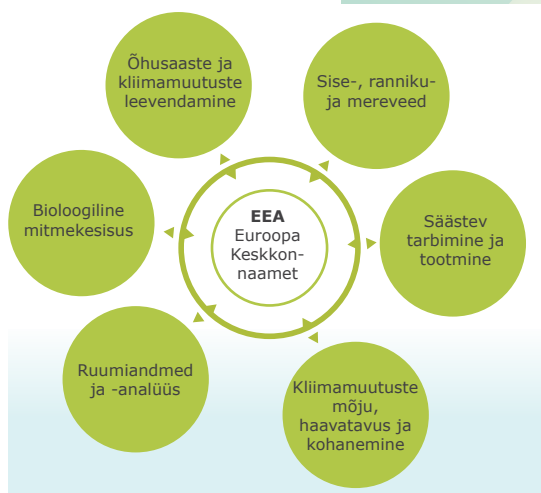 Õhusaaste ja
kliimamuutuste
leevendamine
Sise-, ranniku-
ja mereveed
Bioloogiline
mitmekesisus
EEA
Euroopa
Keskkon-
naamet
Säästev
tarbimine ja
tootmine
Ruumiandmed
ja -analüüs
Kliimamuutuste
mõju,
haavatavus ja
kohanemine